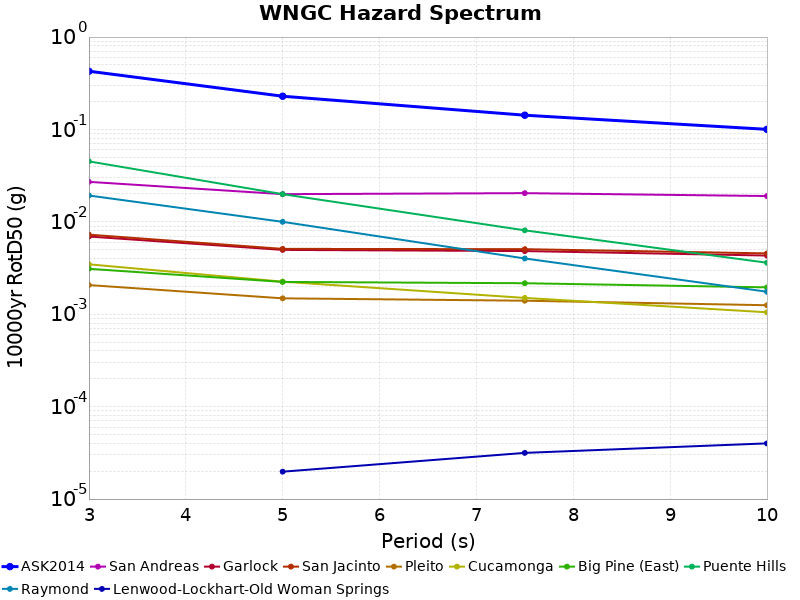 WNGC Hazard Spectrum
10000yr RotD50 (g)
10^0
10^-1
10^-2
10^-3
10^-4
10^-5
3 4 5 6 7 8 9 10
Period (s)
ASK2014 San Andreas Garlock San Jacinto Pleito Cucamonga Big Pine (East) Puente Hills
Raymond Lenwood-Lockhart-Old Woman Springs